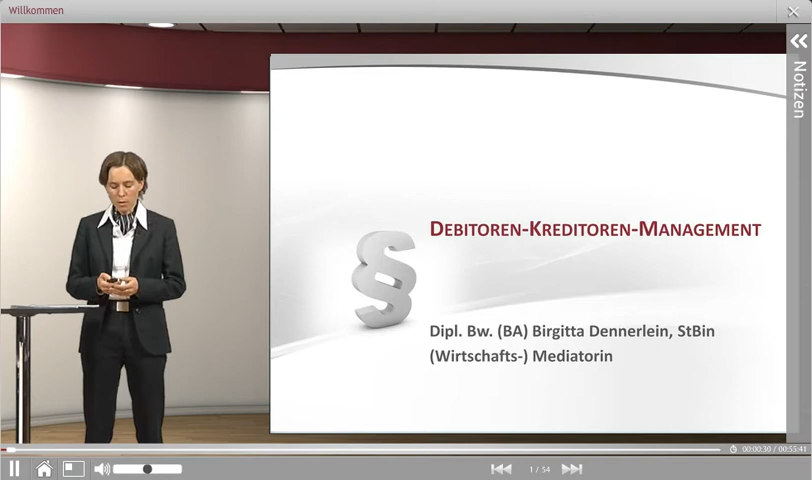 Willkommen
Notizen
DEBITOREN-KREDITOREN-MANAGEMENT
§
Dipl. Bw. (BA) Birgitta Dennerlein, StBin
(Wirtschafts-) Mediatorin
00:00:30 / 00:55:41
1 / 54